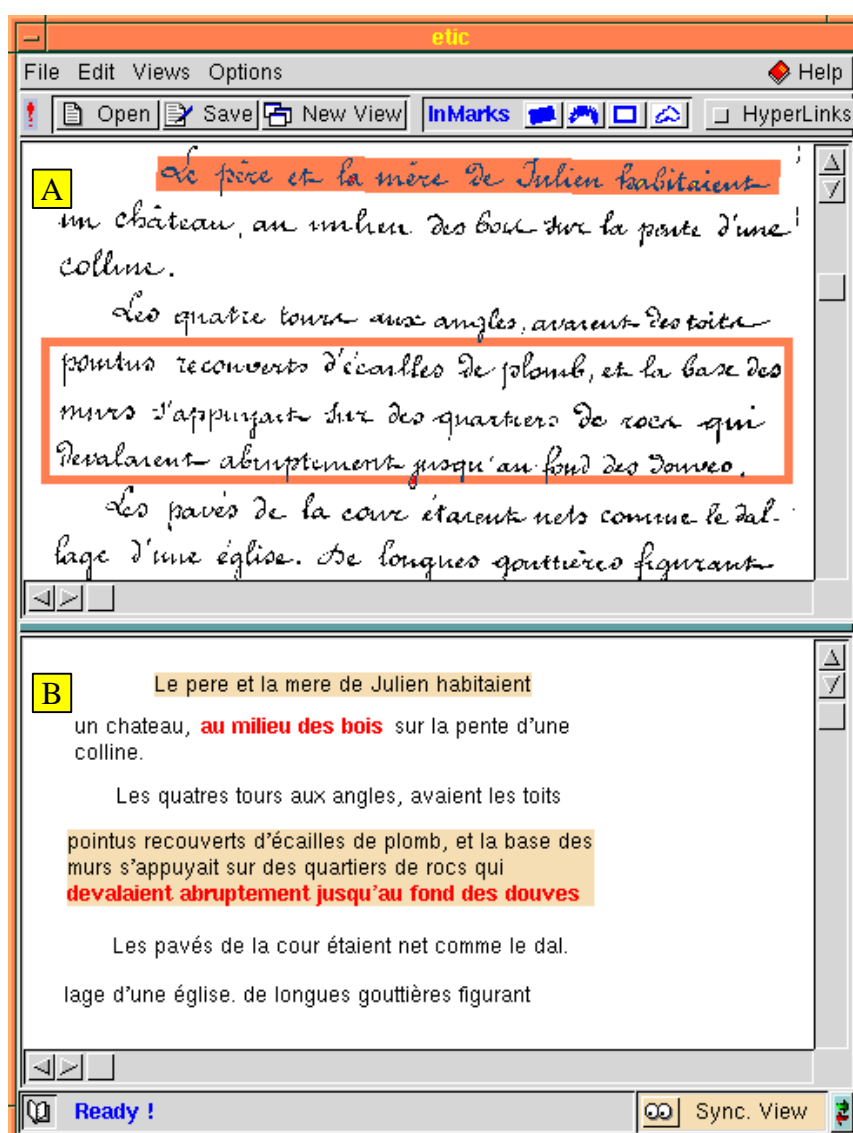 etic
File Edit Views Options Help
Open Save New View InMarks HyperLinks
A
Le père et la mère de Julien habitaient
un château, au milieu des bois sur la pente d'une
colline.
Les quatre tours aux angles, avaient des toits
pointus recouverts d'écailles de plomb, et la base des
murs s'appuyait sur des quartiers de rocs qui
devalaient abruptement jusqu'au fond des douves.
Les pavés de la cour étaient nets comme le dal-
lage d'une église. De longues gouttières figurant
B
Le pere et la mere de Julien habitaient
un chateau, au milieu des bois sur la pente d'une
colline.
Les quatres tours aux angles, avaient les toits
pointus recouverts d'écailles de plomb, et la base des
murs s'appuyait sur des quartiers de rocs qui
devalaient abruptement jusqu'au fond des douves
Les pavés de la cour étaient net comme le dal.
lage d'une église. de longues gouttières figurant
Ready ! Sync. View